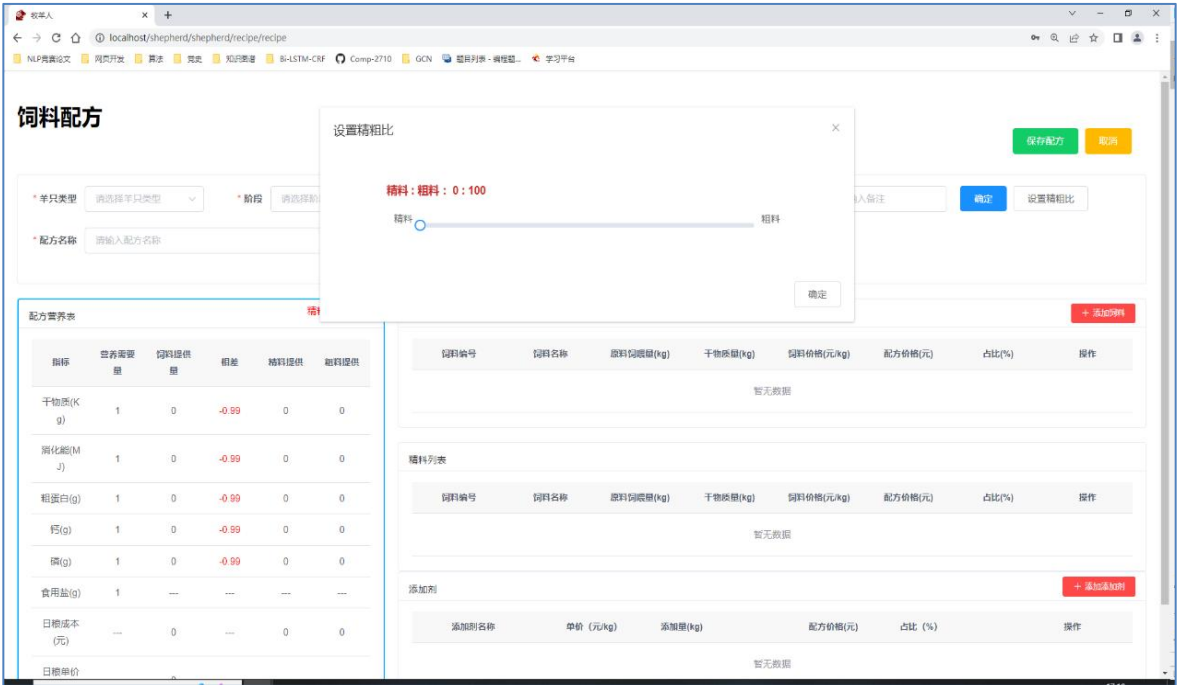 牧羊人
localhost/shepherd/shepherd/recipe/recipe
NLP竞赛论文 网页开发 算法 党史 知识图谱 Bi-LSTM-CRF Comp-2710 GCN 题目列表 - 编程题... 学习平台
饲料配方
保存配方 取消
设置精粗比
精料 : 粗料 : 0 : 100
精料 粗料
确定
* 羊只类型 请选择羊只类型 * 阶段 请选择阶 入备注 确定 设置精粗比
* 配方名称 请输入配方名称
配方营养表
+ 添加饲料
指标 营养需要量 饲料提供量 相差 精料提供 粗料提供
干物质(Kg) 1 0 -0.99 0 0
消化能(MJ) 1 0 -0.99 0 0
粗蛋白(g) 1 0 -0.99 0 0
钙(g) 1 0 -0.99 0 0
磷(g) 1 0 -0.99 0 0
食用盐(g) 1 --- --- --- ---
日粮成本(元) --- 0 --- 0 0
日粮单价
饲料编号 饲料名称 原料饲喂量(kg) 干物质量(kg) 饲料价格(元/kg) 配方价格(元) 占比(%) 操作
暂无数据
精料列表
饲料编号 饲料名称 原料饲喂量(kg) 干物质量(kg) 饲料价格(元/kg) 配方价格(元) 占比(%) 操作
暂无数据
添加剂
+ 添加添加剂
添加剂名称 单价（元/kg） 添加量(kg) 配方价格(元) 占比（%） 操作
暂无数据